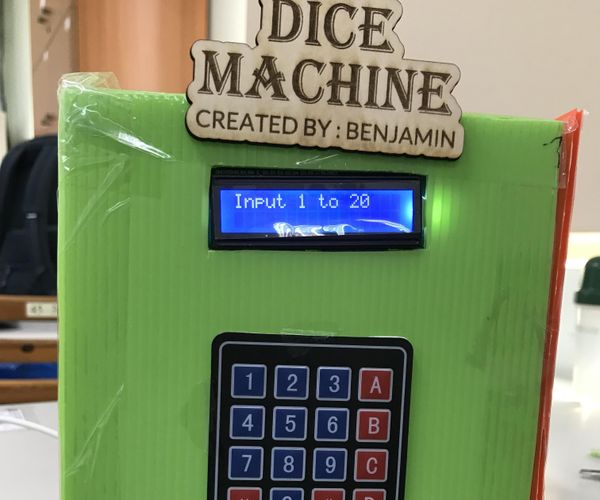 DICE
MACHINE
CREATED BY : BENJAMIN
Input 1 to 20
1 2 3 A
4 5 6 B
7 8 9 C